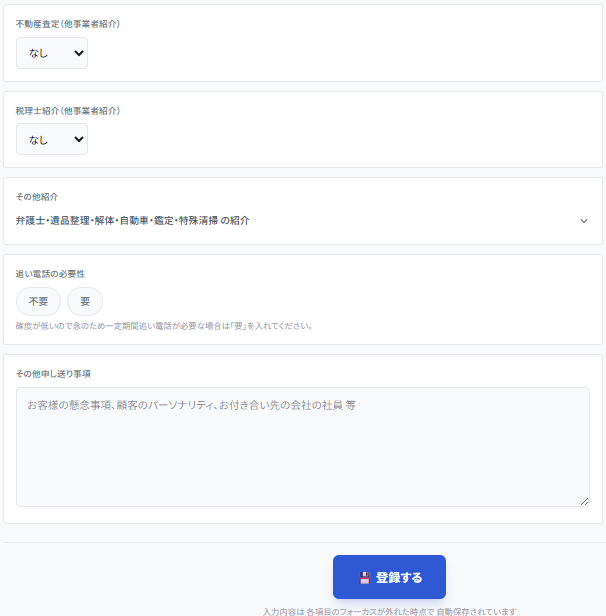 不動産査定(他事業者紹介)
なし
税理士紹介(他事業者紹介)
なし
その他紹介
弁護士・遺品整理・解体・自動車・鑑定・特殊清掃 の紹介
追い電話の必要性
不要 要
確度が低いので念のため一定期間追い電話が必要な場合は「要」を入れてください。
その他申し送り事項
お客様の懸念事項、顧客のパーソナリティ、お付き合い先の会社の社員 等
登録する
入力内容は 各項目のフォーカスが外れた時点で 自動保存されています